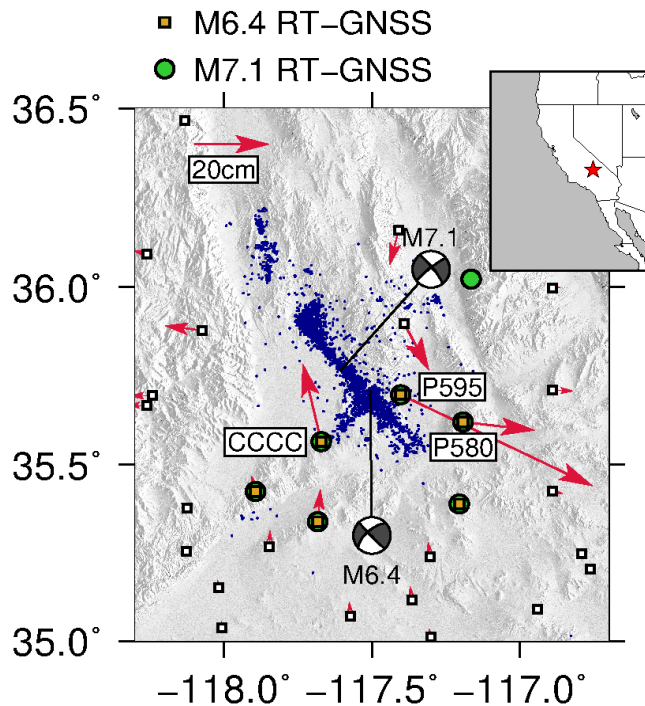 M6.4 RT−GNSS
M7.1 RT−GNSS
36.5˚
20cm
M7.1
36.0˚
P595
P580
CCCC
35.5˚
M6.4
35.0˚
−118.0˚ −117.5˚ −117.0˚